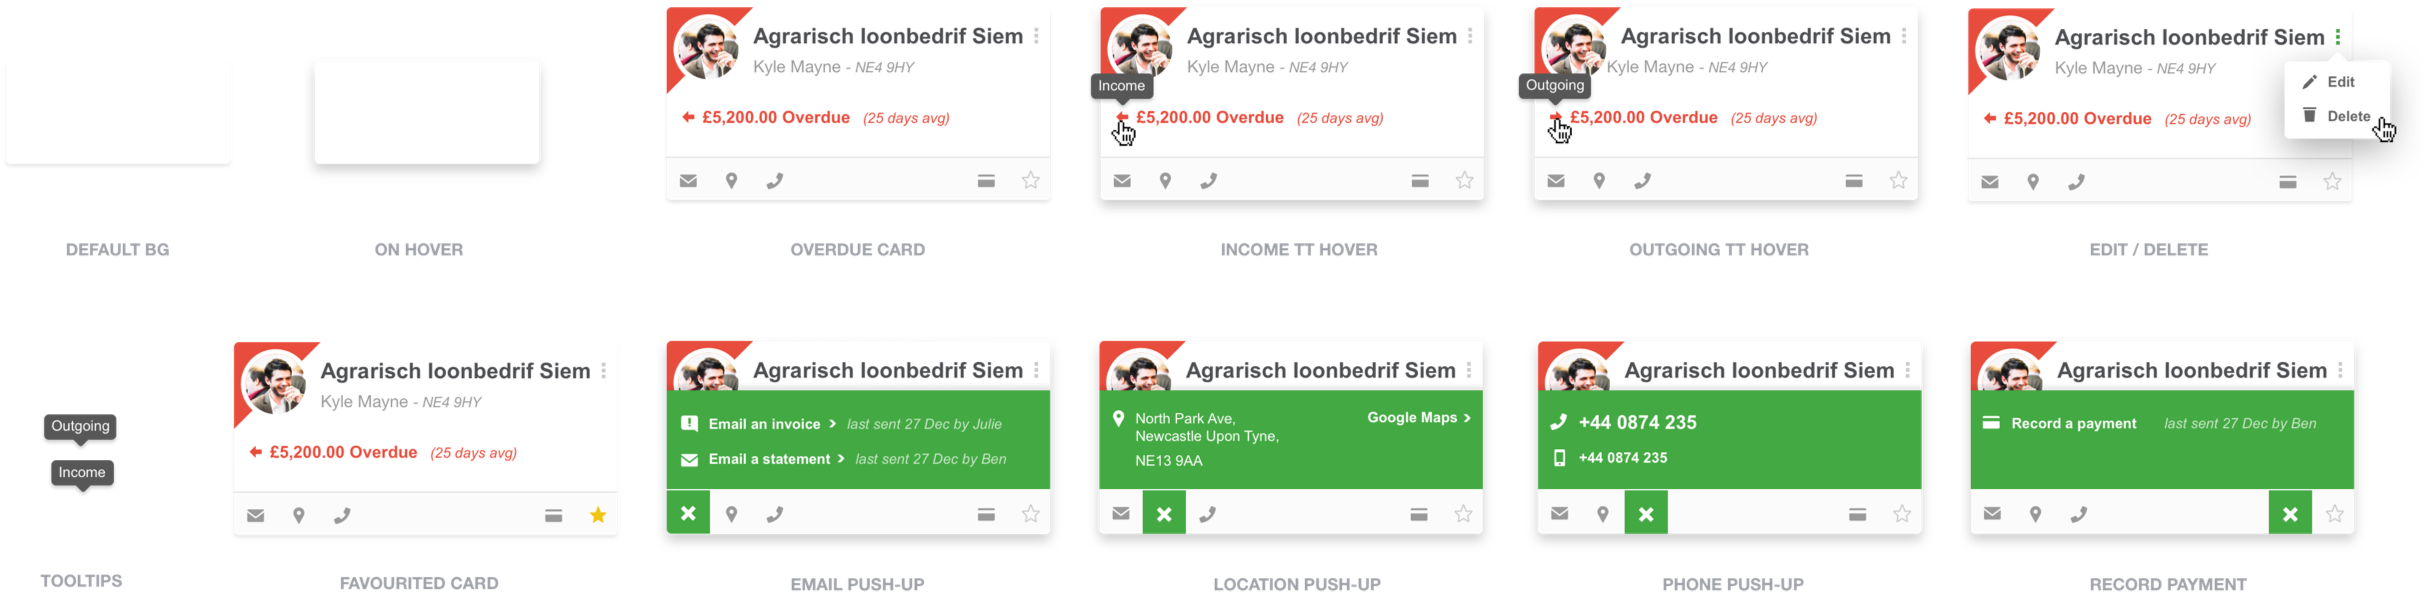 Agrarisch loonbedrif Siem
Kyle Mayne - NE4 9HY
£5,200.00 Overdue (25 days avg)
Agrarisch loonbedrif Siem
Kyle Mayne - NE4 9HY
Income
£5,200.00 Overdue (25 days avg)
Agrarisch loonbedrif Siem
Kyle Mayne - NE4 9HY
Outgoing
£5,200.00 Overdue (25 days avg)
Agrarisch loonbedrif Siem
Kyle Mayne - NE4 9HY
Edit
Delete
£5,200.00 Overdue (25 days avg)
DEFAULT BG
ON HOVER
OVERDUE CARD
INCOME TT HOVER
OUTGOING TT HOVER
EDIT / DELETE
Outgoing
Income
Agrarisch loonbedrif Siem
Kyle Mayne - NE4 9HY
£5,200.00 Overdue (25 days avg)
Agrarisch loonbedrif Siem
Email an invoice > last sent 27 Dec by Julie
Email a statement > last sent 27 Dec by Ben
Agrarisch loonbedrif Siem
North Park Ave,
Newcastle Upon Tyne,
NE13 9AA
Google Maps >
Agrarisch loonbedrif Siem
+44 0874 235
+44 0874 235
Agrarisch loonbedrif Siem
Record a payment last sent 27 Dec by Ben
TOOLTIPS
FAVOURITED CARD
EMAIL PUSH-UP
LOCATION PUSH-UP
PHONE PUSH-UP
RECORD PAYMENT